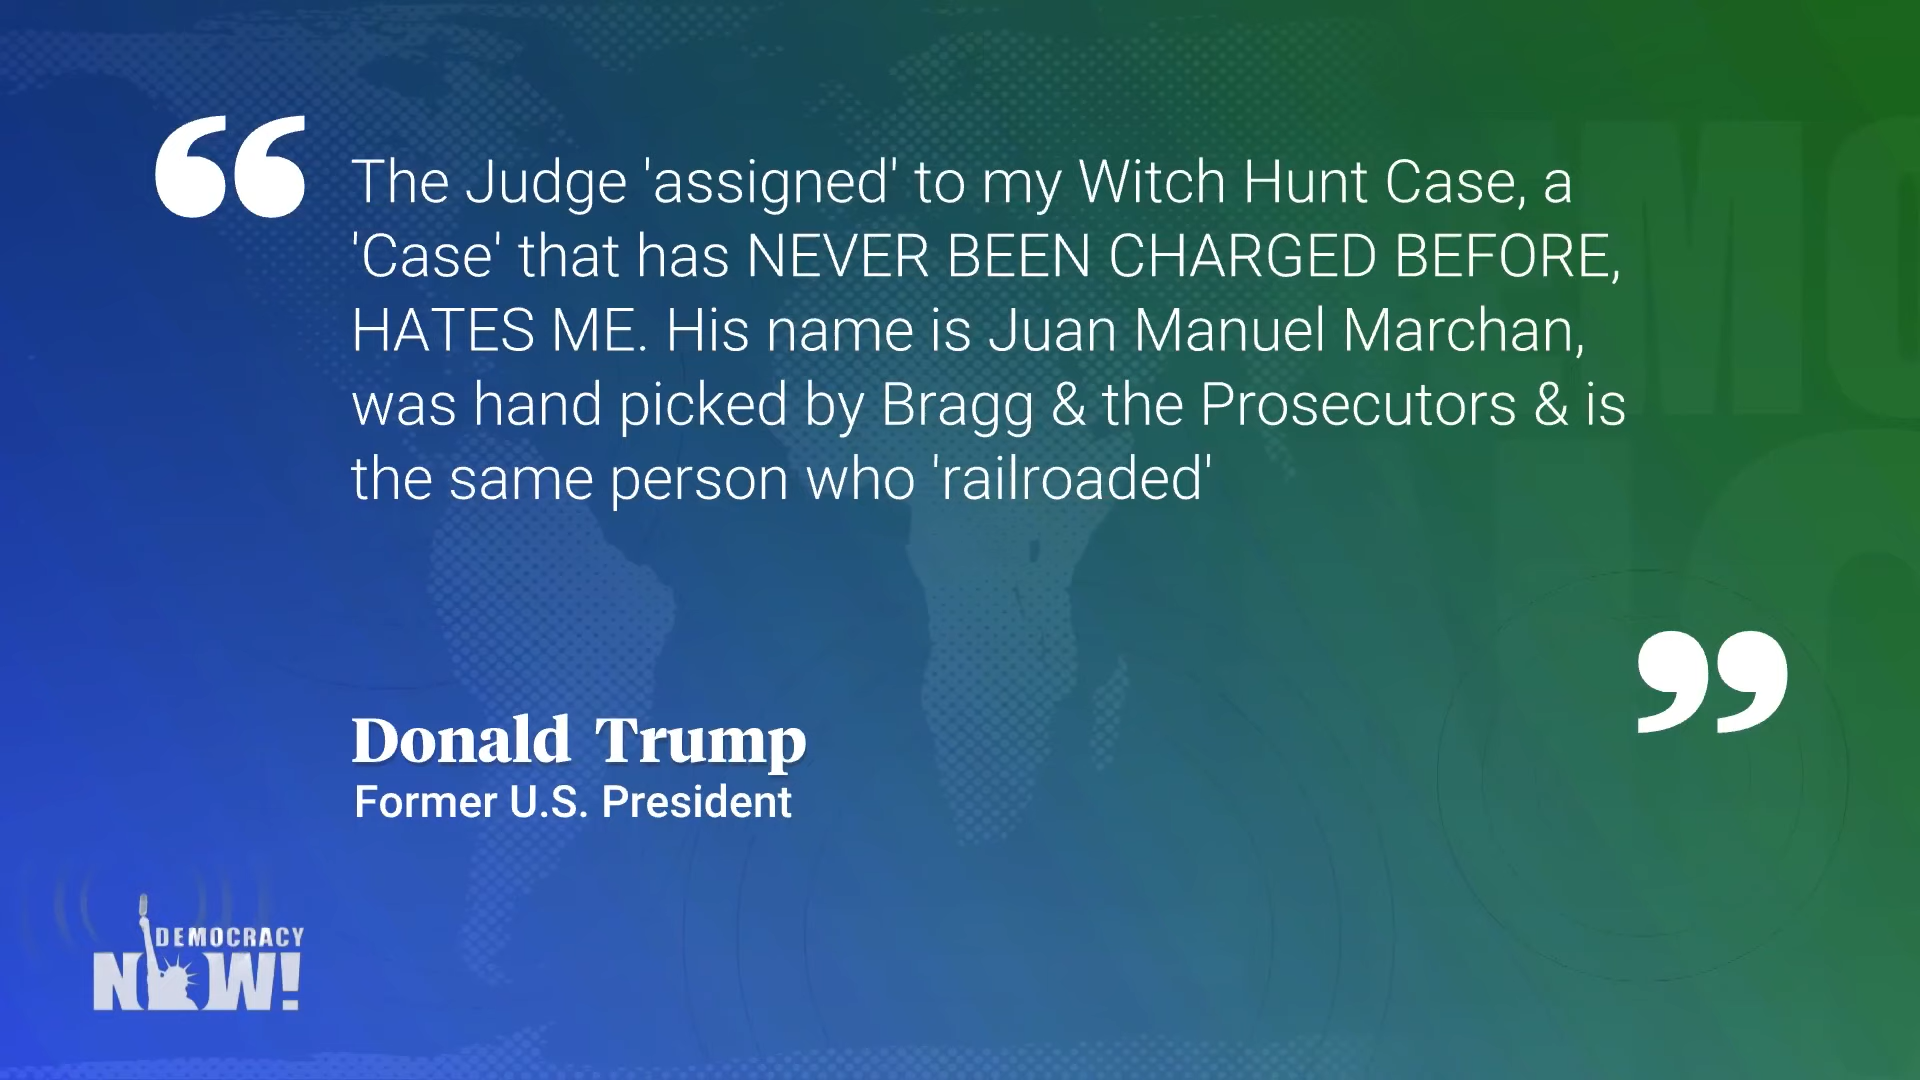 “
The Judge 'assigned' to my Witch Hunt Case, a
'Case' that has NEVER BEEN CHARGED BEFORE,
HATES ME. His name is Juan Manuel Marchan,
was hand picked by Bragg & the Prosecutors & is
the same person who 'railroaded'
”
Donald Trump
Former U.S. President
DEMOCRACY
NOW!